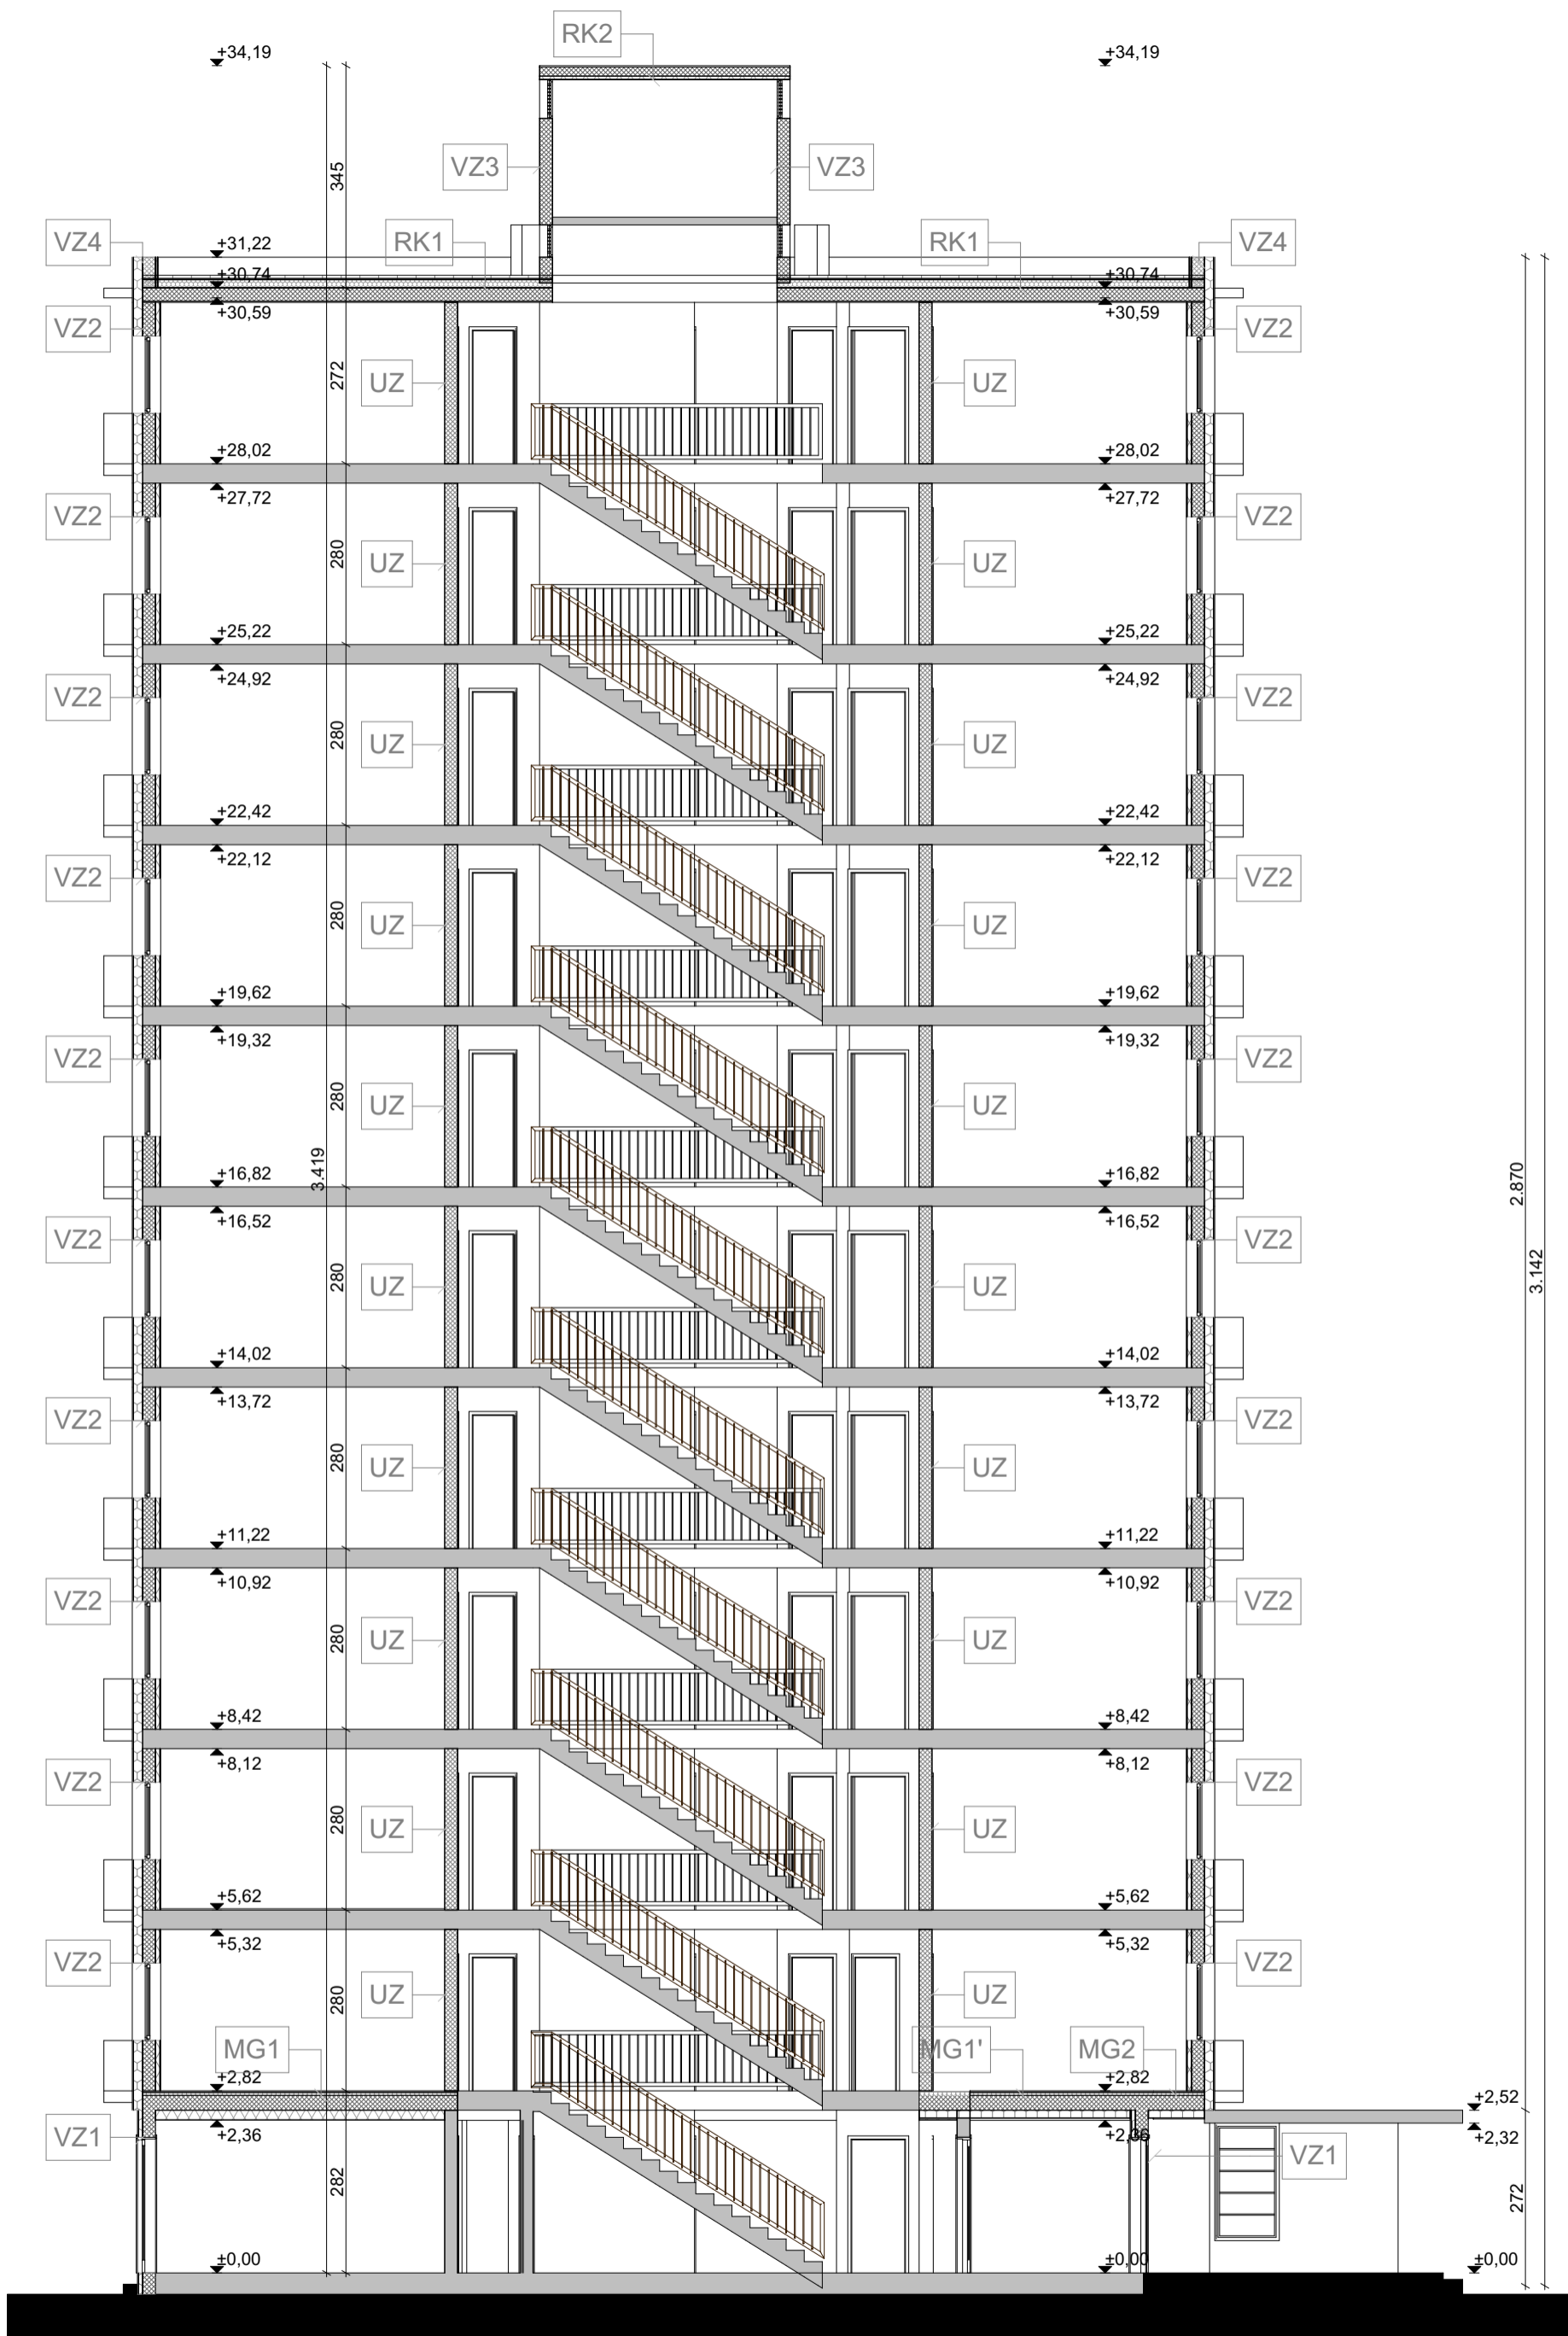 RK2
+34,19 +34,19
345
VZ3 VZ3
VZ4 +31,22 RK1 RK1 VZ4
+30,74 +30,74
VZ2 +30,59 +30,59 VZ2
272
UZ UZ
+28,02 +28,02
VZ2 +27,72 +27,72 VZ2
280
UZ UZ
+25,22 +25,22
VZ2 +24,92 +24,92 VZ2
280
UZ UZ
+22,42 +22,42
VZ2 +22,12 +22,12 VZ2
280
UZ UZ
+19,62 +19,62
VZ2 +19,32 +19,32 VZ2
280
UZ UZ
3.419
+16,82 +16,82
2.870
VZ2 +16,52 +16,52 VZ2
3.142
280
UZ UZ
+14,02 +14,02
VZ2 +13,72 +13,72 VZ2
280
UZ UZ
+11,22 +11,22
VZ2 +10,92 +10,92 VZ2
280
UZ UZ
+8,42 +8,42
VZ2 +8,12 +8,12 VZ2
280
UZ UZ
+5,62 +5,62
VZ2 +5,32 +5,32 VZ2
280
UZ UZ
MG1 MG1' MG2
+2,82 +2,82
+2,52
VZ1 +2,36 +2,36 +2,32
VZ1
282 272
±0,00 ±0,00 ±0,00